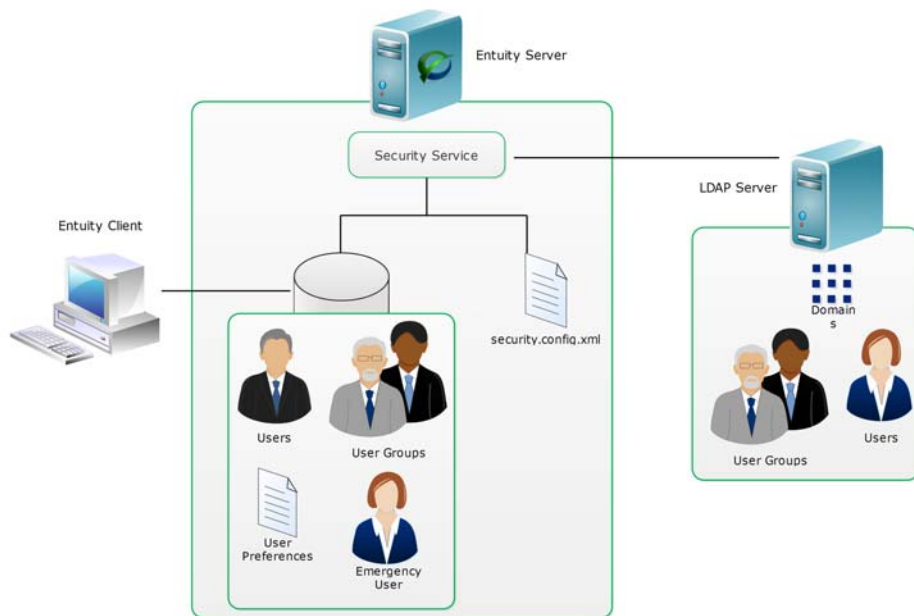 Entuity Server
Security Service
LDAP Server
Entuity Client
security.config.xml
Domain
s
Users
User Groups
User
Preferences
Emergency
User
User Groups
Users